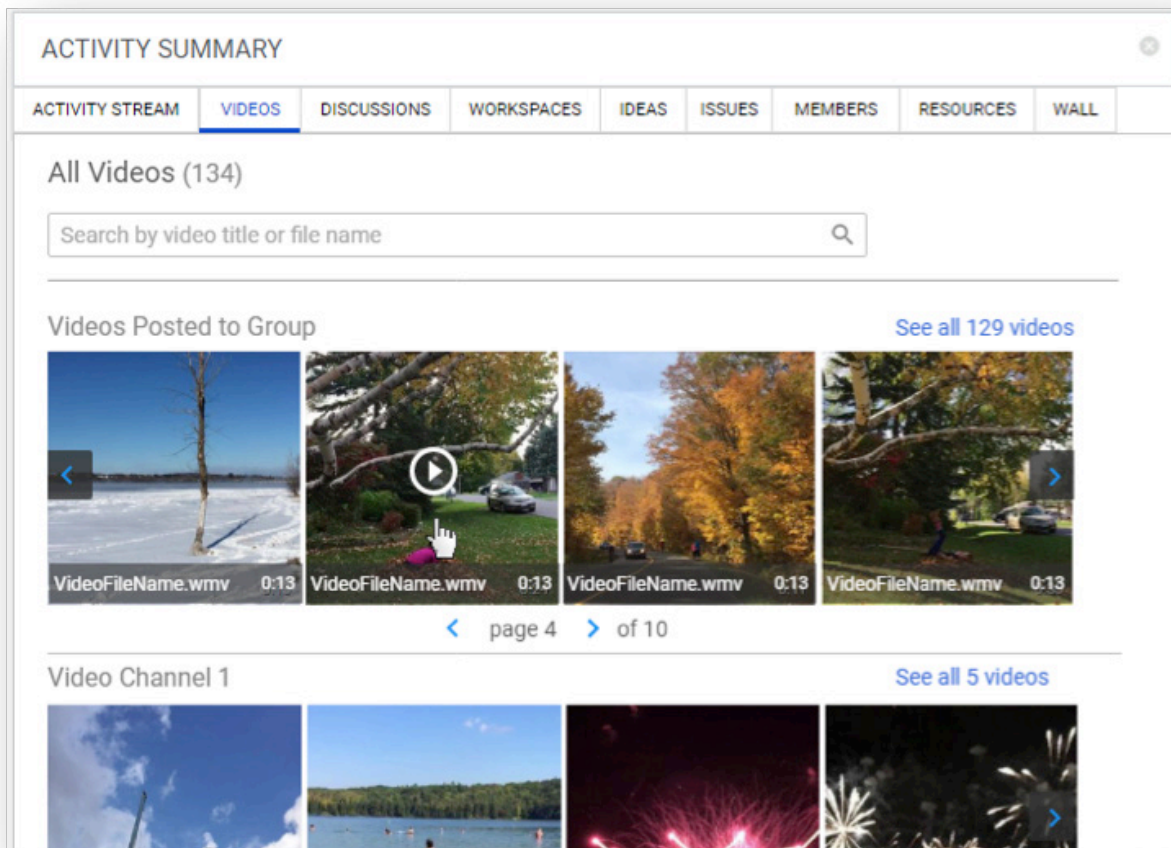 ACTIVITY SUMMARY
ACTIVITY STREAM VIDEOS DISCUSSIONS WORKSPACES IDEAS ISSUES MEMBERS RESOURCES WALL
All Videos (134)
Search by video title or file name
Videos Posted to Group See all 129 videos
VideoFileName.wmv 0:13 VideoFileName.wmv 0:13 VideoFileName.wmv 0:13 VideoFileName.wmv 0:13
page 4 of 10
Video Channel 1 See all 5 videos